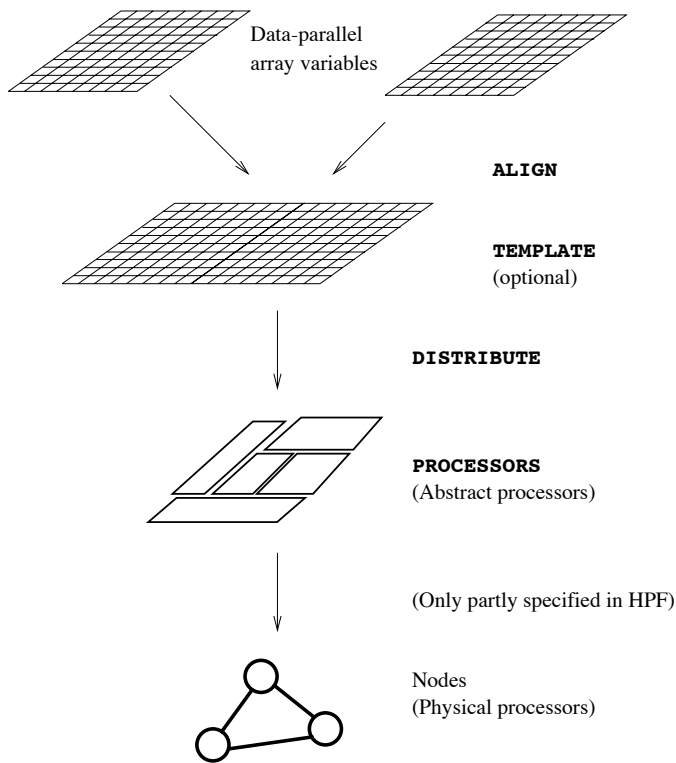 Data-parallel
array variables
ALIGN
TEMPLATE
(optional)
DISTRIBUTE
PROCESSORS
(Abstract processors)
(Only partly specified in HPF)
Nodes
(Physical processors)